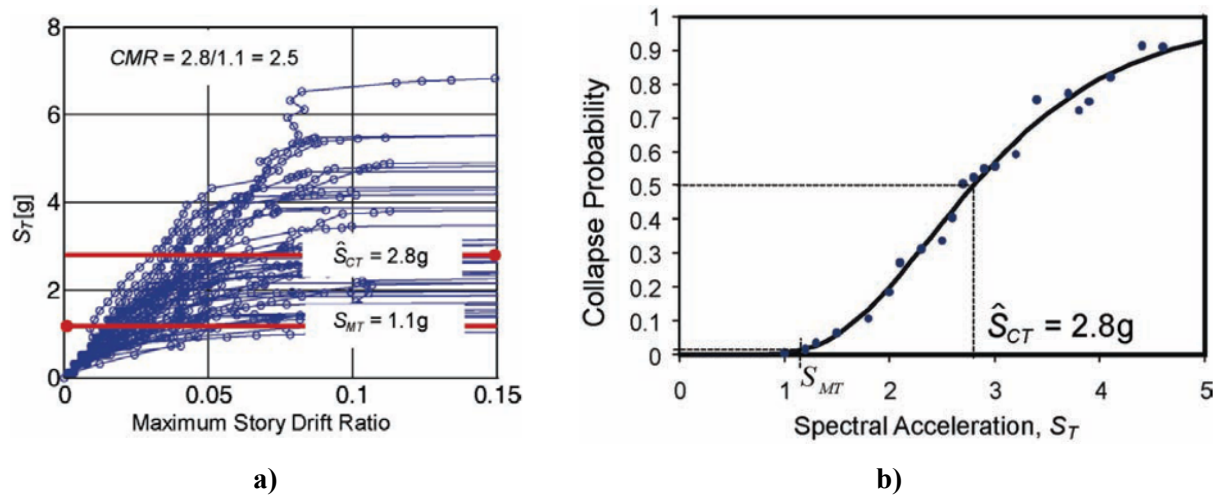 8
6
4
2
0
S_T[g]
CMR = 2.8/1.1 = 2.5
Ŝ_CT = 2.8g
S_MT = 1.1g
0 0.05 0.1 0.15
Maximum Story Drift Ratio
a)
1
0.9
0.8
0.7
0.6
0.5
0.4
0.3
0.2
0.1
0
Collapse Probability
Ŝ_CT = 2.8g
S_MT
0 1 2 3 4 5
Spectral Acceleration, S_T
b)